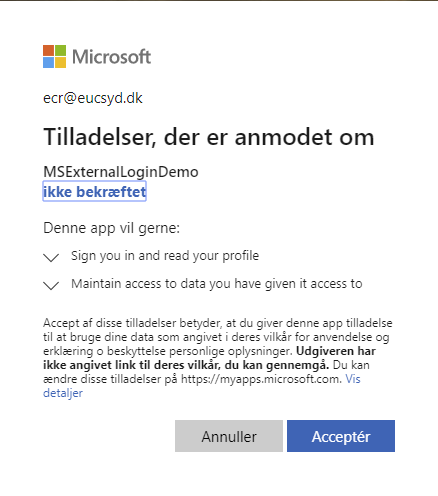 Microsoft
ecr@eucsyd.dk
Tilladelser, der er anmodet om
MSExternalLoginDemo
ikke bekræftet
Denne app vil gerne:
Sign you in and read your profile
Maintain access to data you have given it access to
Accept af disse tilladelser betyder, at du giver denne app tilladelse
til at bruge dine data som angivet i deres vilkår for anvendelse og
erklæring o beskyttelse personlige oplysninger. Udgiveren har
ikke angivet link til deres vilkår, du kan gennemgå. Du kan
ændre disse tilladelser på https://myapps.microsoft.com. Vis
detaljer
Annuller
Acceptér